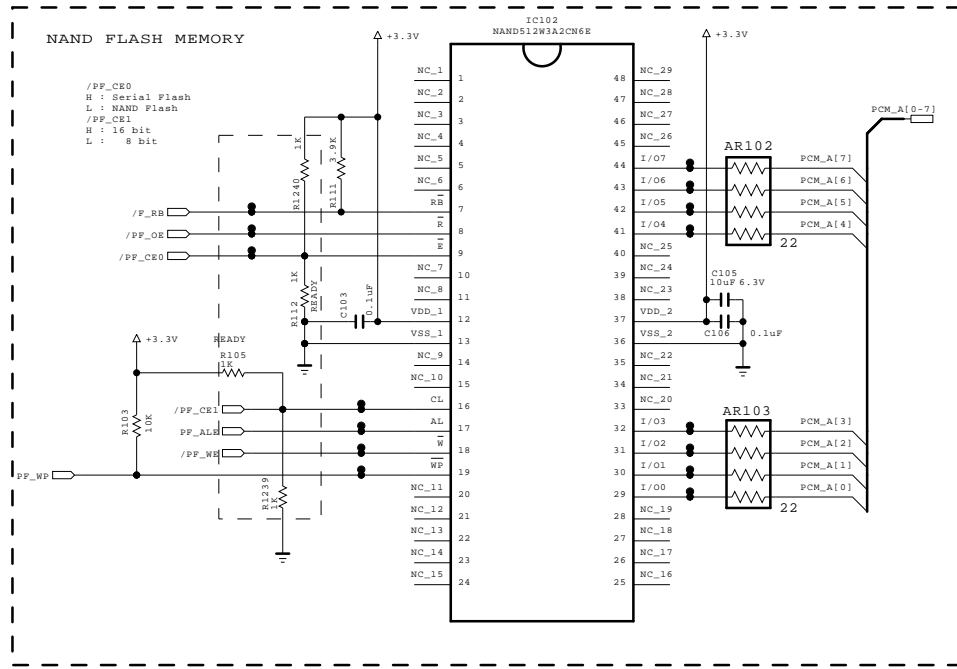 IC102
NAND512W3A2CN6E
NAND FLASH MEMORY
+3.3V
+3.3V
/PF_CE0
H : Serial Flash
L : NAND Flash
/PF_CE1
H : 16 bit
L : 8 bit
PCM_A[0-7]
NC_1 1
NC_2 2
NC_3 3
NC_4 4
NC_5 5
NC_6 6
RB 7
R 8
E 9
NC_7 10
NC_8 11
VDD_1 12
VSS_1 13
NC_9 14
NC_10 15
CL 16
AL 17
W 18
WP 19
NC_11 20
NC_12 21
NC_13 22
NC_14 23
NC_15 24
48 NC_29
47 NC_28
46 NC_27
45 NC_26
44 I/O7
43 I/O6
42 I/O5
41 I/O4
40 NC_25
39 NC_24
38 NC_23
37 VDD_2
36 VSS_2
35 NC_22
34 NC_21
33 NC_20
32 I/O3
31 I/O2
30 I/O1
29 I/O0
28 NC_19
27 NC_18
26 NC_17
25 NC_16
1K
R1240
3.9K
R111
/F_RB
/PF_OE
/PF_CE0
1K
R112
READY
C103
0.1uF
+3.3V
READY
R105
1K
R103
10K
/PF_CE1
PF_ALE
/PF_WE
PF_WP
R1239
1K
AR102
PCM_A[7]
PCM_A[6]
PCM_A[5]
PCM_A[4]
22
C105
10uF 6.3V
C106
0.1uF
AR103
PCM_A[3]
PCM_A[2]
PCM_A[1]
PCM_A[0]
22